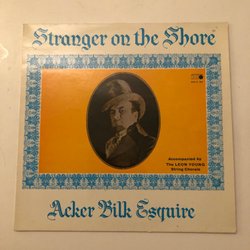 Stranger on the Shore
Accompanied by
The LEON YOUNG
String Chorale
Acker Bilk Esquire